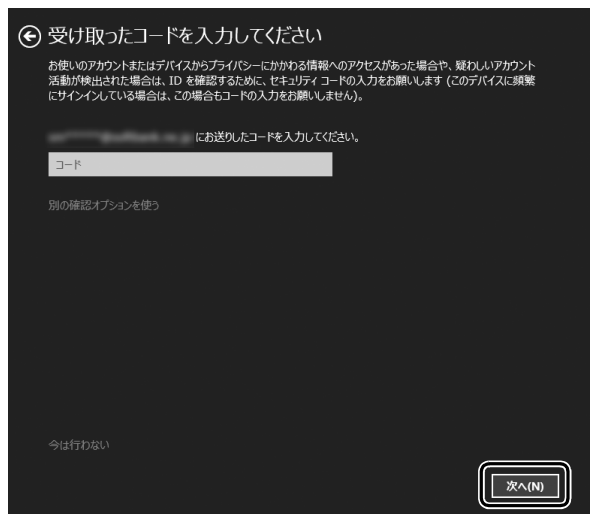 受け取ったコードを入力してください
お使いのアカウントまたはデバイスからプライバシーにかかわる情報へのアクセスがあった場合や、疑わしいアカウント
活動が検出された場合は、ID を確認するために、セキュリティ コードの入力をお願いします (このデバイスに頻繁
にサインインしている場合は、この場合もコードの入力をお願いしません)。
にお送りしたコードを入力してください。
コード
別の確認オプションを使う
今は行わない
次へ(N)